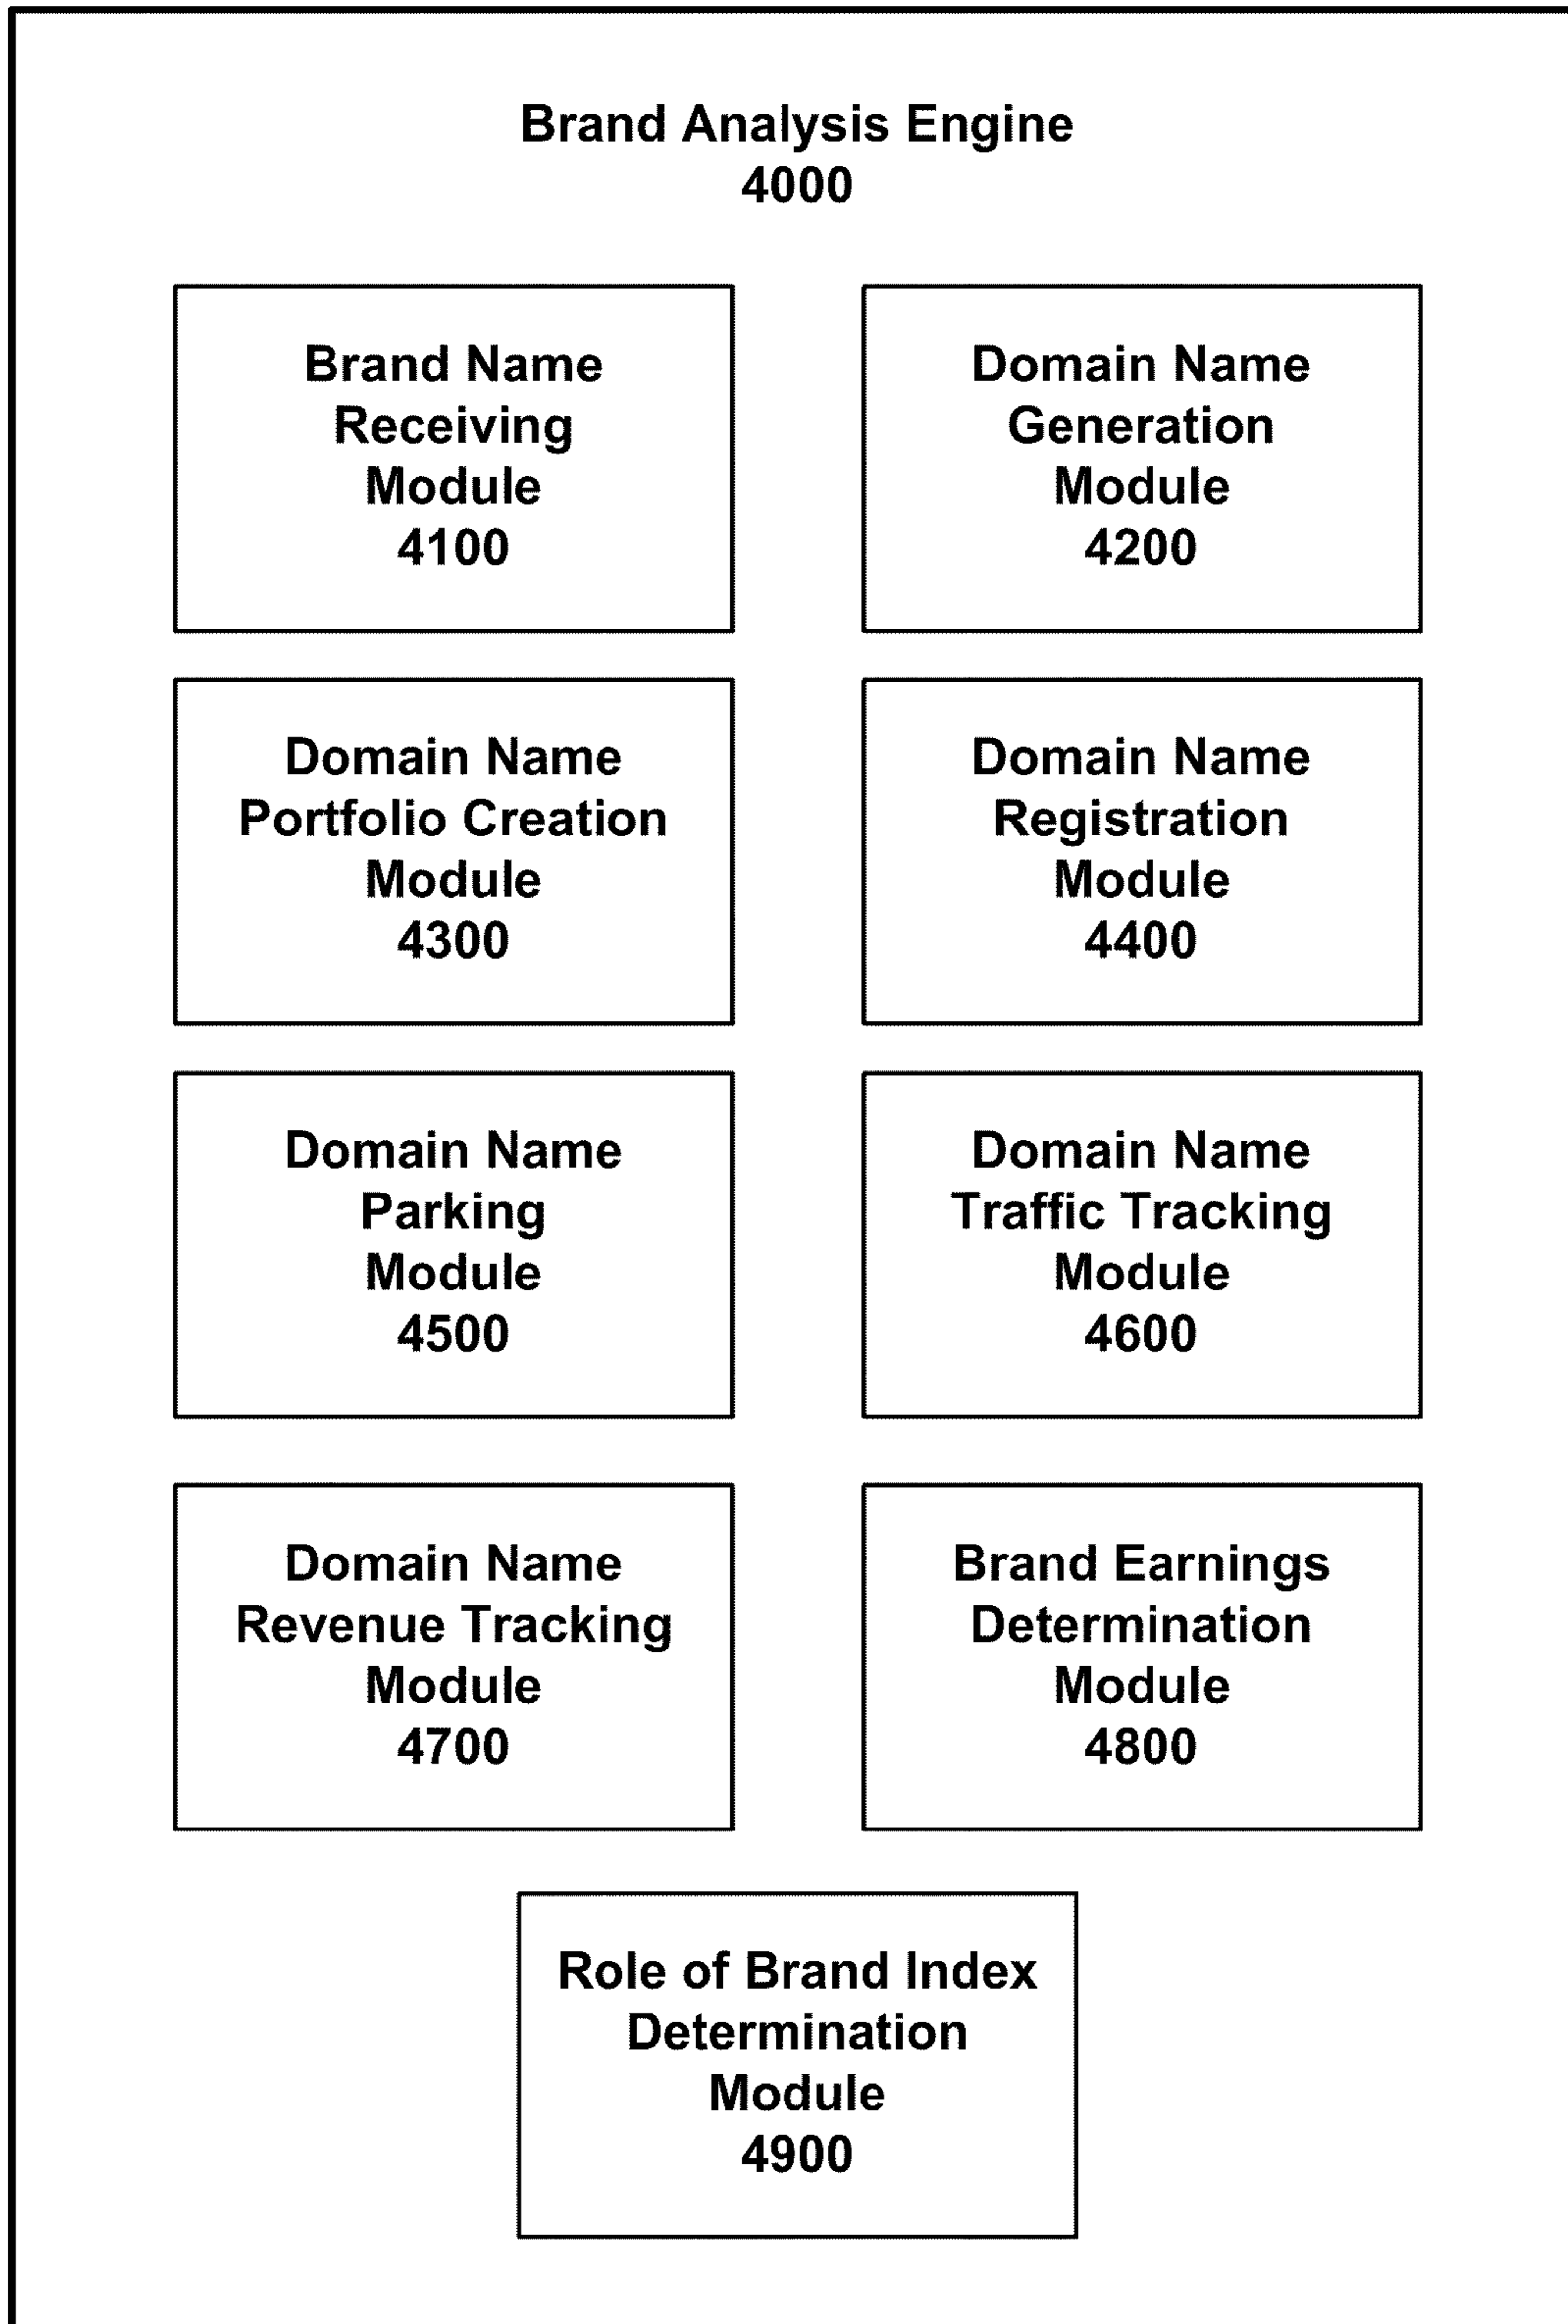 Brand Analysis Engine
4000
Brand Name
Receiving
Module
4100
Domain Name
Generation
Module
4200
Domain Name
Portfolio Creation
Module
4300
Domain Name
Registration
Module
4400
Domain Name
Parking
Module
4500
Domain Name
Traffic Tracking
Module
4600
Domain Name
Revenue Tracking
Module
4700
Brand Earnings
Determination
Module
4800
Role of Brand Index
Determination
Module
4900